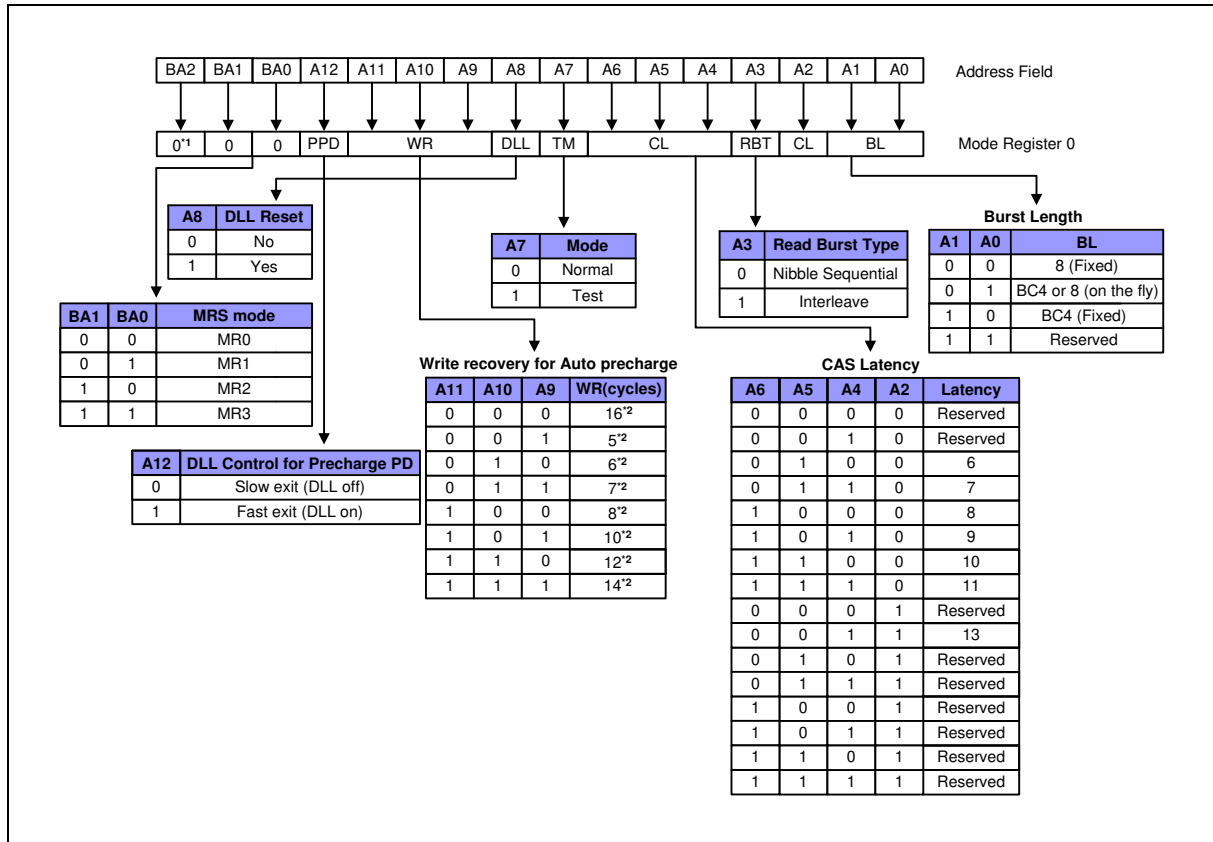 BA2 BA1 BA0 A12 A11 A10 A9 A8 A7 A6 A5 A4 A3 A2 A1 A0 Address Field
0*1 0 0 PPD WR DLL TM CL RBT CL BL Mode Register 0
A8 DLL Reset
0 No
1 Yes
A7 Mode
0 Normal
1 Test
A3 Read Burst Type
0 Nibble Sequential
1 Interleave
Burst Length
A1 A0 BL
0 0 8 (Fixed)
0 1 BC4 or 8 (on the fly)
1 0 BC4 (Fixed)
1 1 Reserved
BA1 BA0 MRS mode
0 0 MR0
0 1 MR1
1 0 MR2
1 1 MR3
A12 DLL Control for Precharge PD
0 Slow exit (DLL off)
1 Fast exit (DLL on)
Write recovery for Auto precharge
A11 A10 A9 WR(cycles)
0 0 0 16*2
0 0 1 5*2
0 1 0 6*2
0 1 1 7*2
1 0 0 8*2
1 0 1 10*2
1 1 0 12*2
1 1 1 14*2
CAS Latency
A6 A5 A4 A2 Latency
0 0 0 0 Reserved
0 0 1 0 Reserved
0 1 0 0 6
0 1 1 0 7
1 0 0 0 8
1 0 1 0 9
1 1 0 0 10
1 1 1 0 11
0 0 0 1 Reserved
0 0 1 1 13
0 1 0 1 Reserved
0 1 1 1 Reserved
1 0 0 1 Reserved
1 0 1 1 Reserved
1 1 0 1 Reserved
1 1 1 1 Reserved